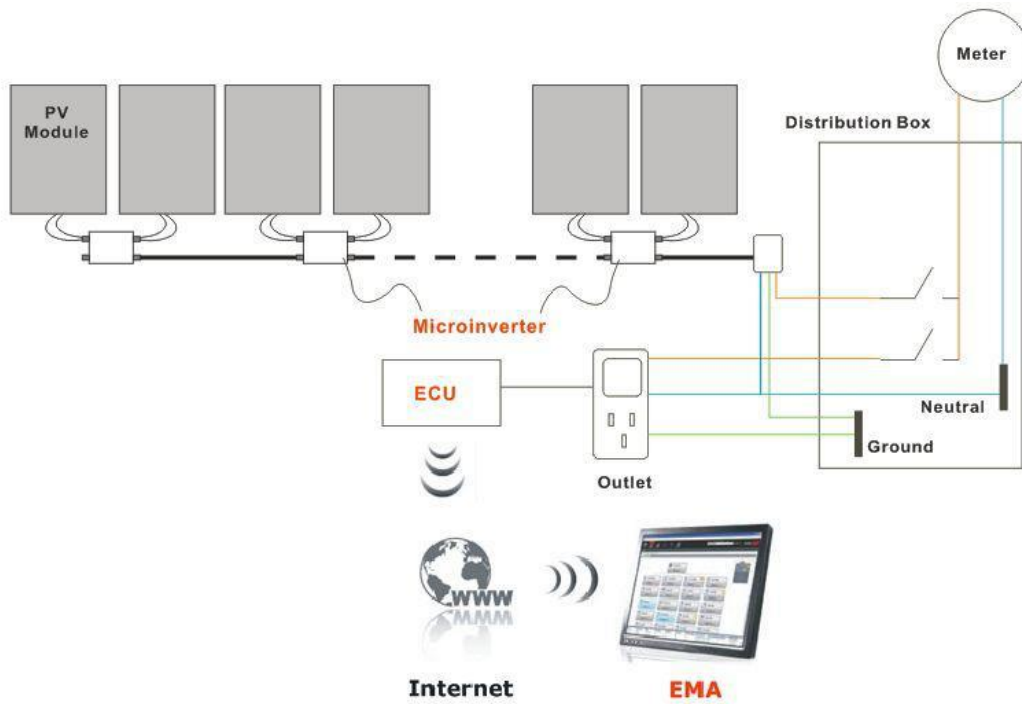 Meter
PV
Module
Distribution Box
Microinverter
ECU
Neutral
Ground
Outlet
WWW
Internet
EMA